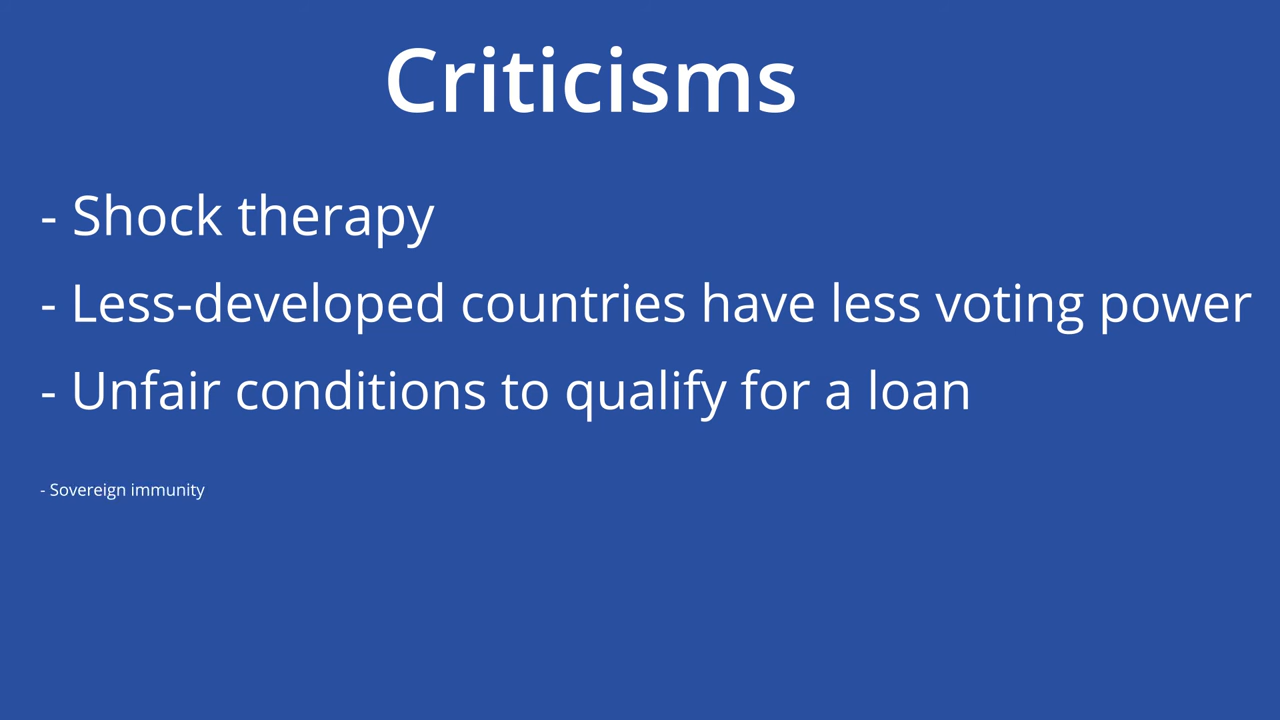 Criticisms
- Shock therapy
- Less-developed countries have less voting power
- Unfair conditions to qualify for a loan
- Sovereign immunity